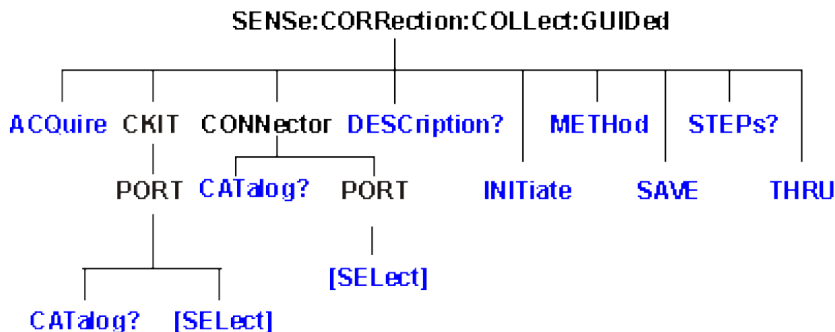 SENSe:CORRection:COLLect:GUIDed
ACQuire CKIT CONNector DESCription? METHod STEPs?
PORT CATalog? PORT INITiate SAVE THRU
[SELect]
CATalog? [SELect]